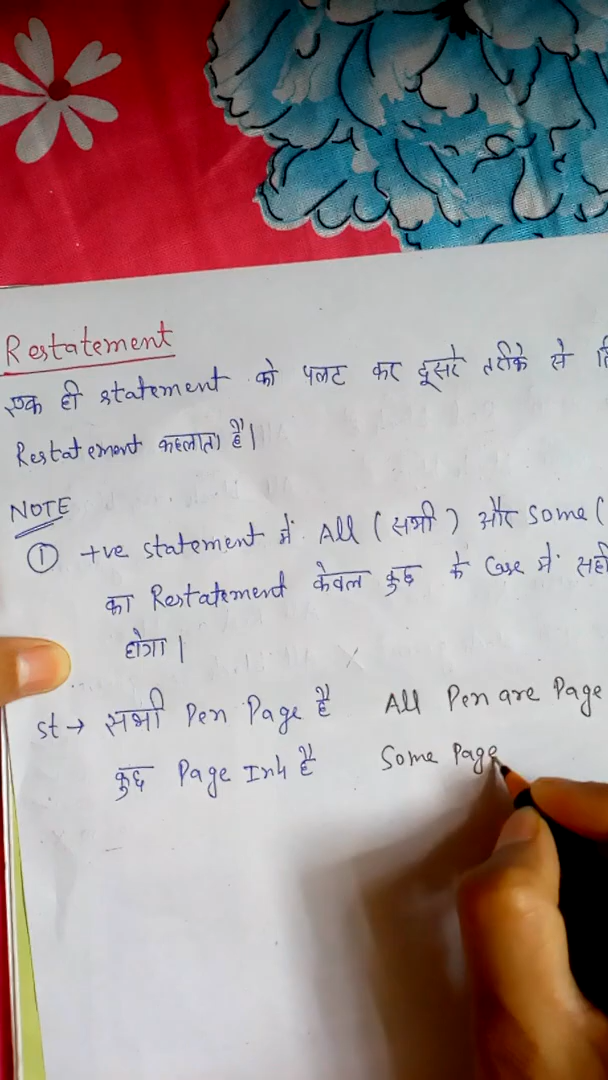 Restatement
एक ही statement को पलट कर दूसरे तरीके से
Restatement कहलाता है।
NOTE
① +ve statement में All (सभी) और some (
का Restatement केवल कुछ के Case में सही
होगा।
st → सभी Pen Page है All Pen are Page
कुछ Page Ink है Some Page